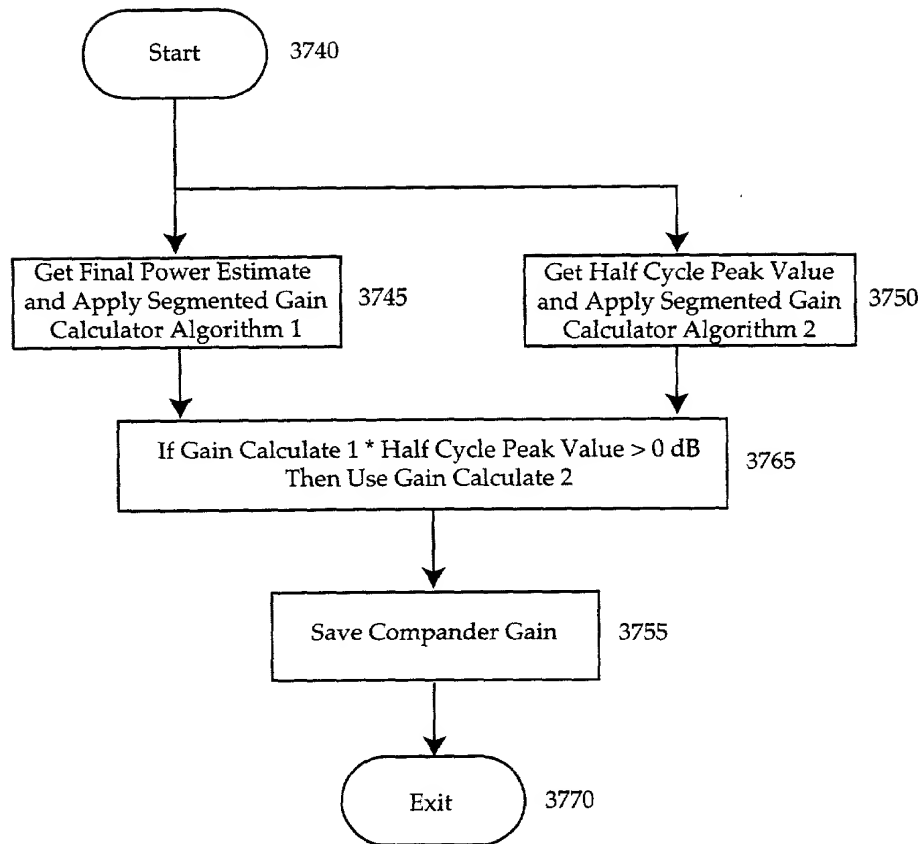 Start
3740
Get Final Power Estimate
and Apply Segmented Gain
Calculator Algorithm 1
3745
Get Half Cycle Peak Value
and Apply Segmented Gain
Calculator Algorithm 2
3750
If Gain Calculate 1 * Half Cycle Peak Value > 0 dB
Then Use Gain Calculate 2
3765
Save Compander Gain
3755
Exit
3770